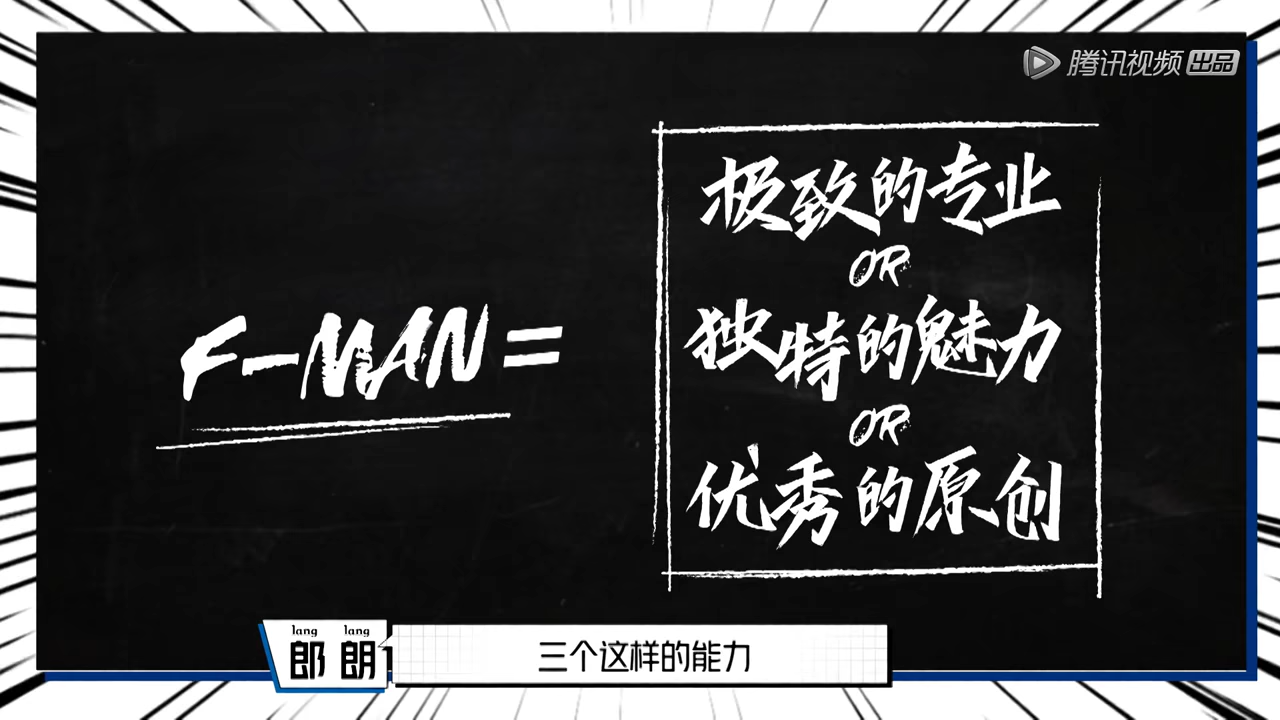 腾讯视频 出品
极致的专业
OR
F-MAN=
独特的魅力
OR
优秀的原创
lang lang
郎 朗
三个这样的能力